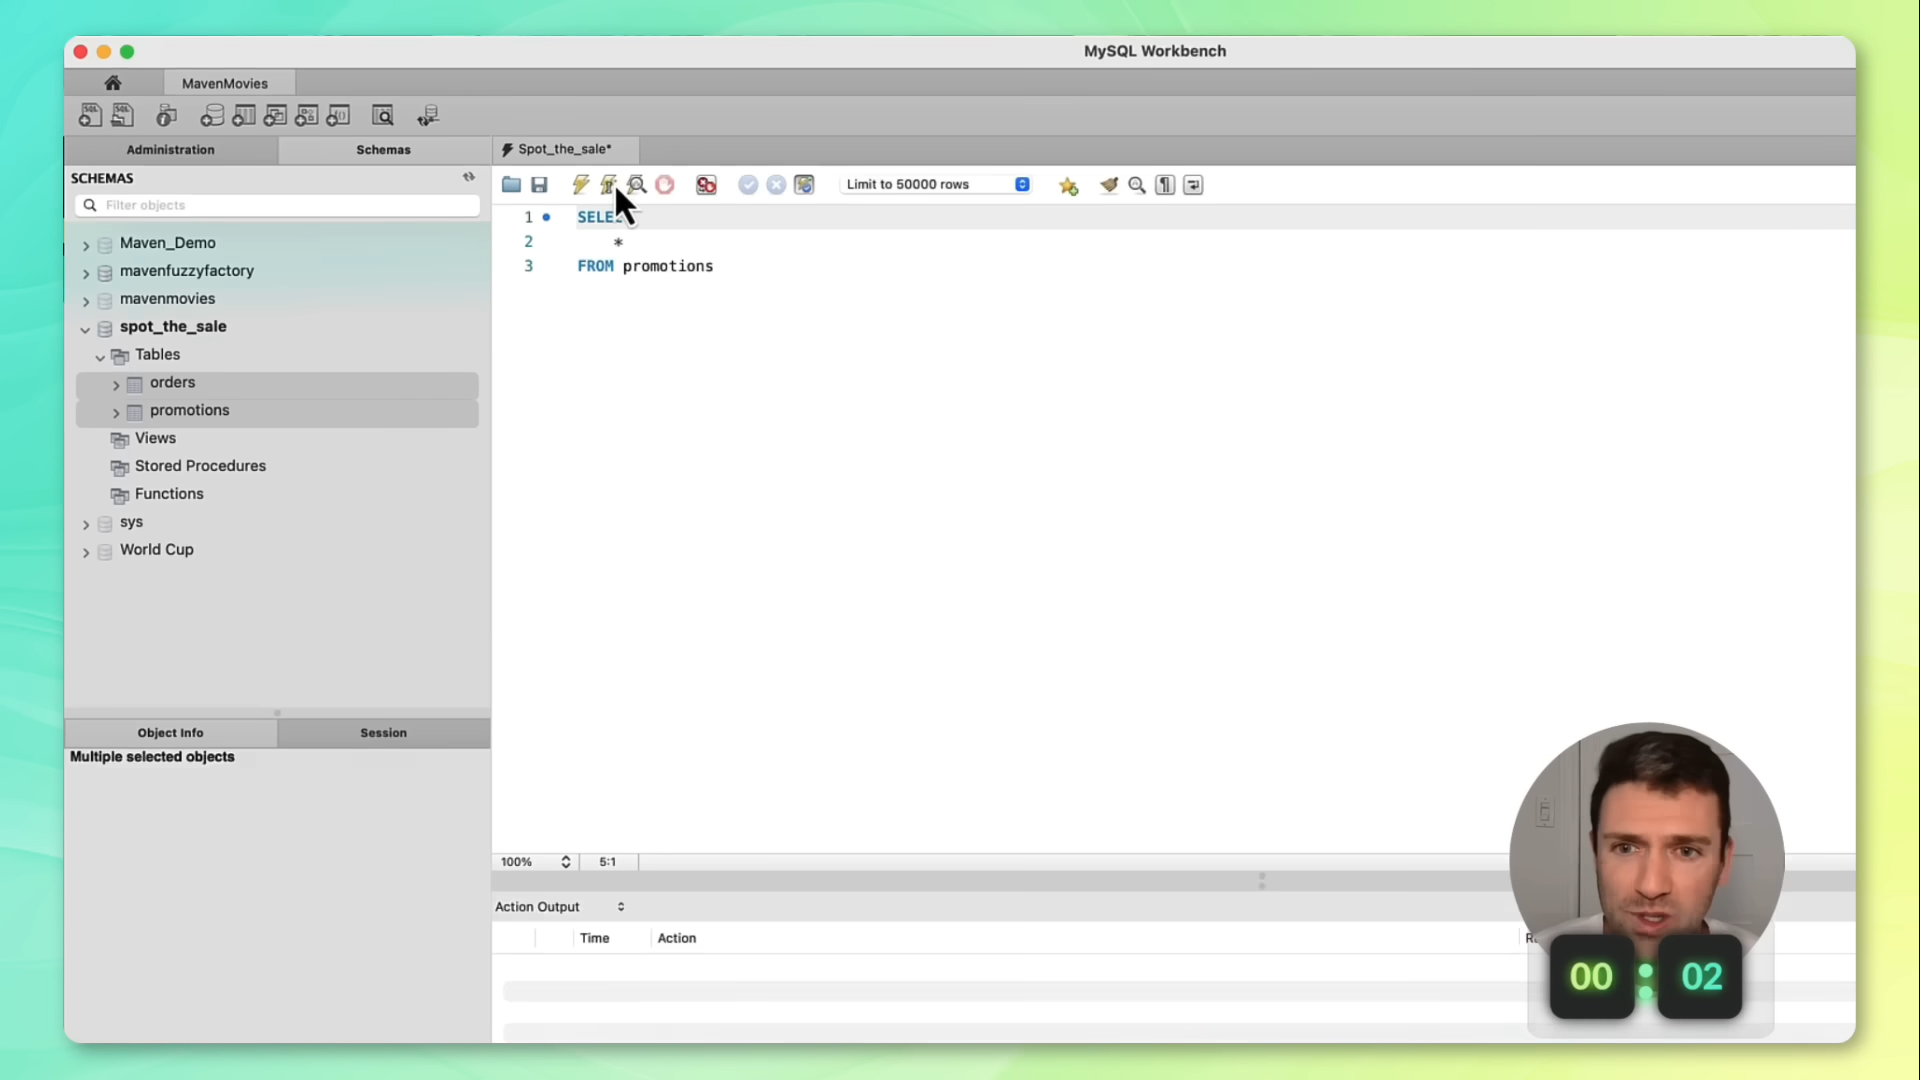 MySQL Workbench
MavenMovies
Administration
Schemas
Spot_the_sale*
SCHEMAS
Limit to 50000 rows
Filter objects
1
2 *
3 FROM promotions
Maven_Demo
mavenfuzzyfactory
mavenmovies
spot_the_sale
Tables
orders
promotions
Views
Stored Procedures
Functions
sys
World Cup
Object Info
Session
Multiple selected objects
100%
5:1
Action Output
Time
Action
00 : 02